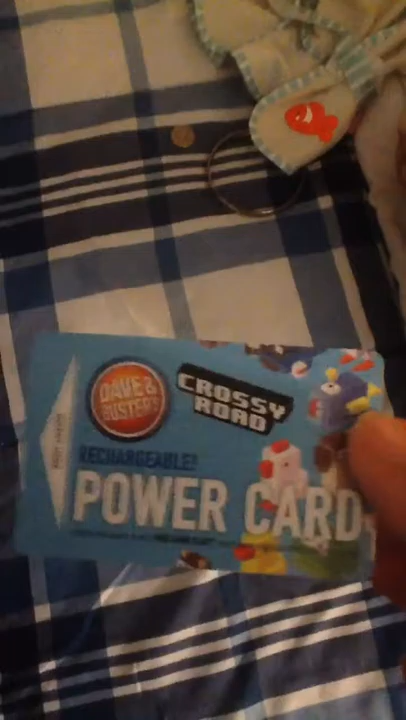 DAVE &
BUSTER'S
CROSSY
ROAD
RECHARGEABLE!
POWER CARD